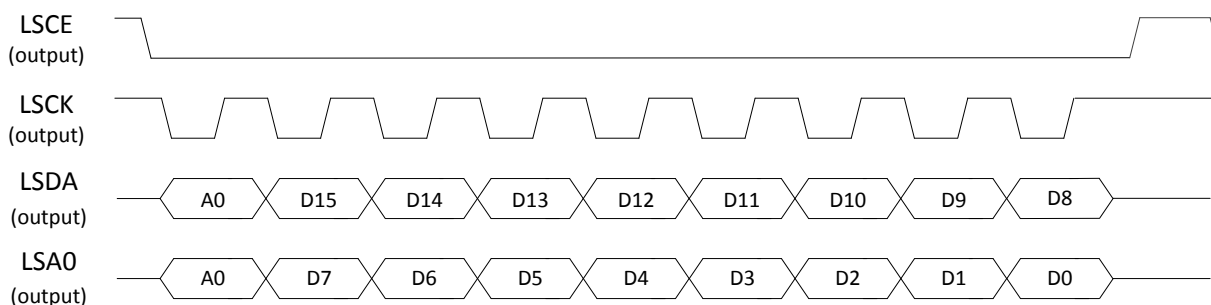 LSCE
(output)
LSCK
(output)
LSDA
(output)
A0 D15 D14 D13 D12 D11 D10 D9 D8
LSA0
(output)
A0 D7 D6 D5 D4 D3 D2 D1 D0